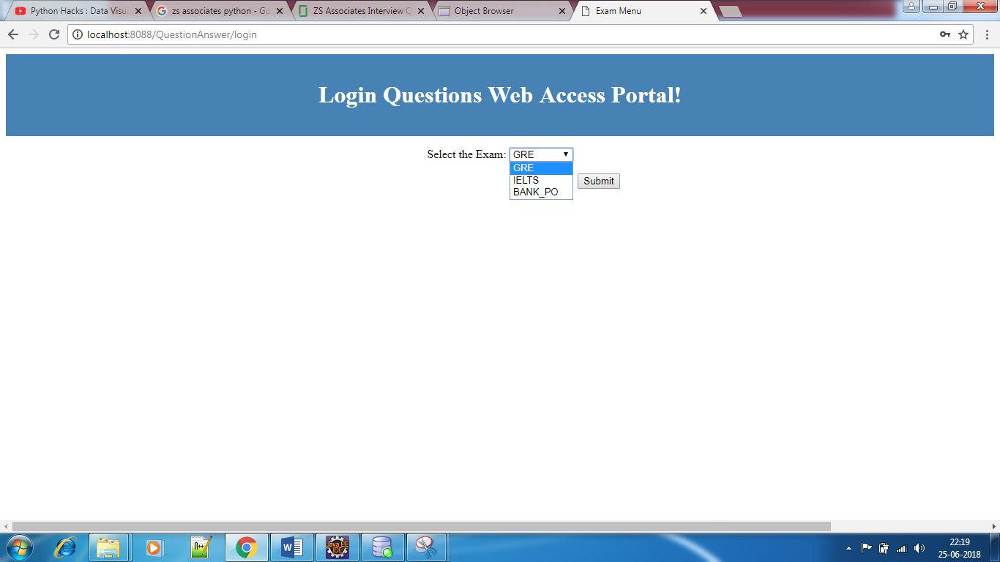 Python Hacks : Data Visu
zs associates python - Go
ZS Associates Interview Q
Object Browser
Exam Menu
localhost:8088/QuestionAnswer/login
Login Questions Web Access Portal!
Select the Exam: GRE
GRE
IELTS
BANK_PO
Submit
n++
Java EE
IDE
22:19
25-06-2018